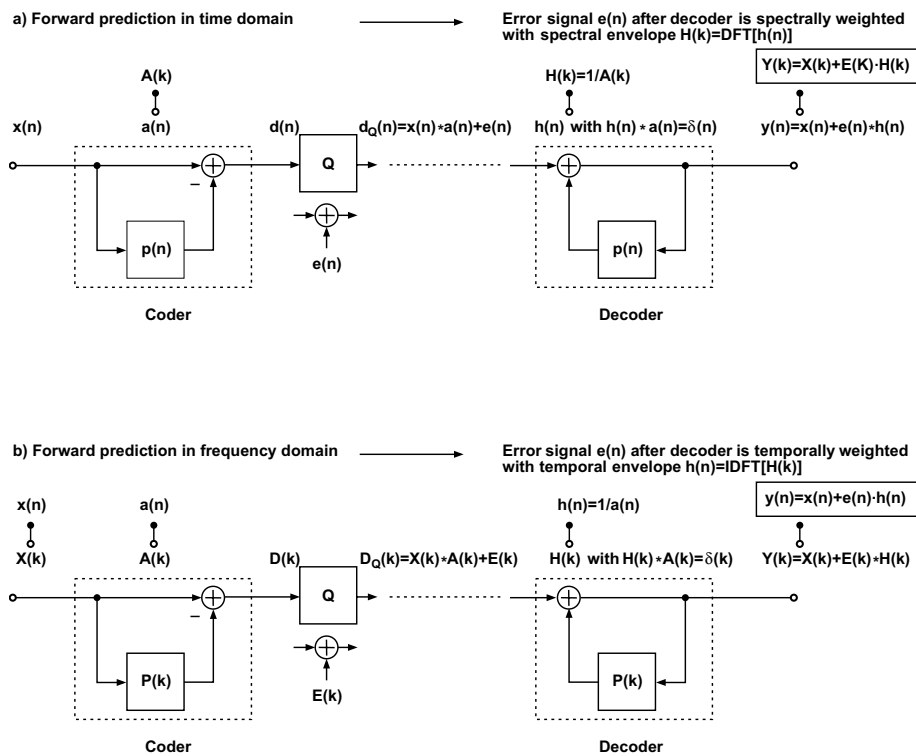 a) Forward prediction in time domain
Error signal e(n) after decoder is spectrally weighted
with spectral envelope H(k)=DFT[h(n)]
A(k)
H(k)=1/A(k)
Y(k)=X(k)+E(K)·H(k)
x(n)
a(n)
d(n)
d_Q(n)=x(n)*a(n)+e(n)
h(n) with h(n)*a(n)=δ(n)
y(n)=x(n)+e(n)*h(n)
Q
−
p(n)
e(n)
p(n)
Coder
Decoder
b) Forward prediction in frequency domain
Error signal e(n) after decoder is temporally weighted
with temporal envelope h(n)=IDFT[H(k)]
x(n)
a(n)
h(n)=1/a(n)
y(n)=x(n)+e(n)·h(n)
X(k)
A(k)
D(k)
D_Q(k)=X(k)*A(k)+E(k)
H(k) with H(k)*A(k)=δ(k)
Y(k)=X(k)+E(k)*H(k)
Q
−
P(k)
E(k)
P(k)
Coder
Decoder